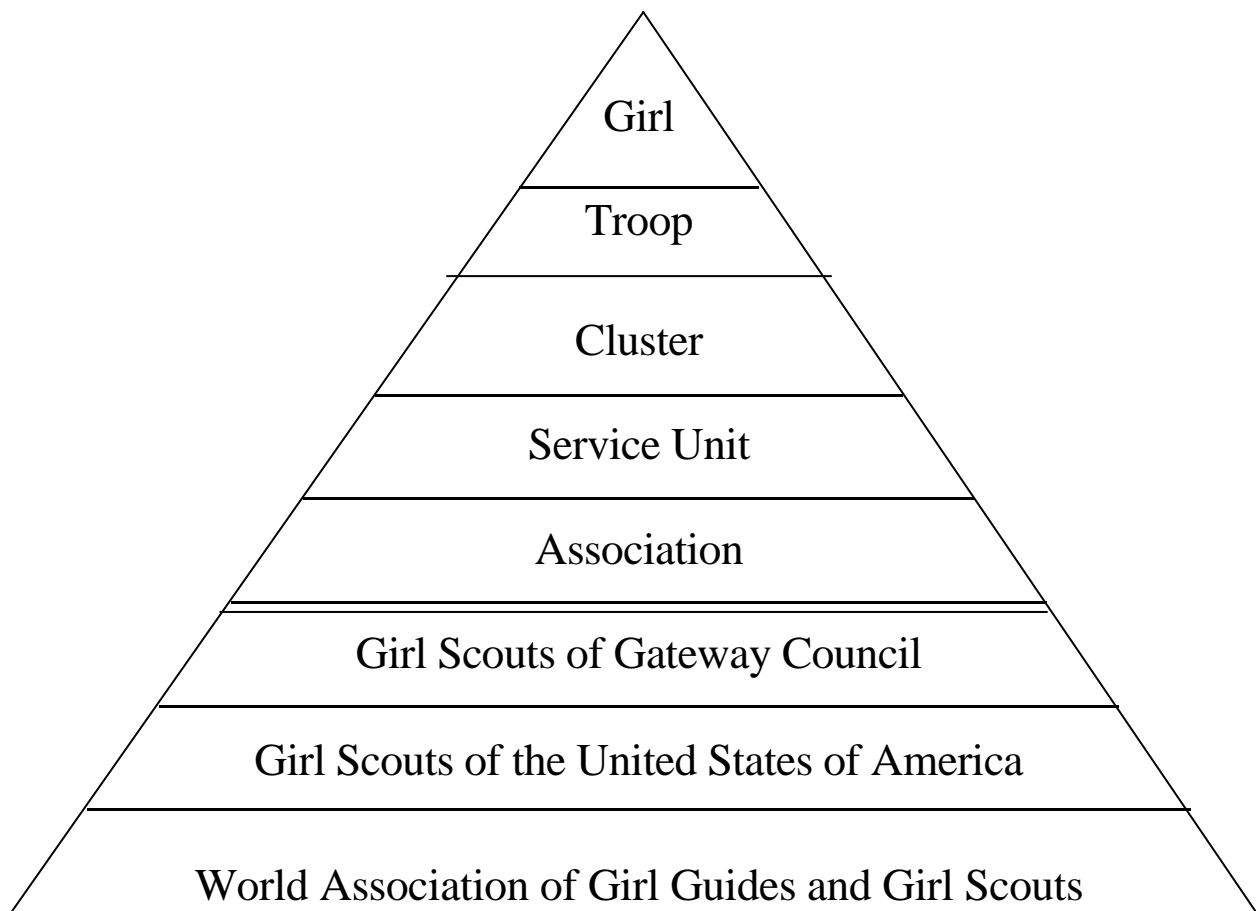 Girl
Troop
Cluster
Service Unit
Association
Girl Scouts of Gateway Council
Girl Scouts of the United States of America
World Association of Girl Guides and Girl Scouts